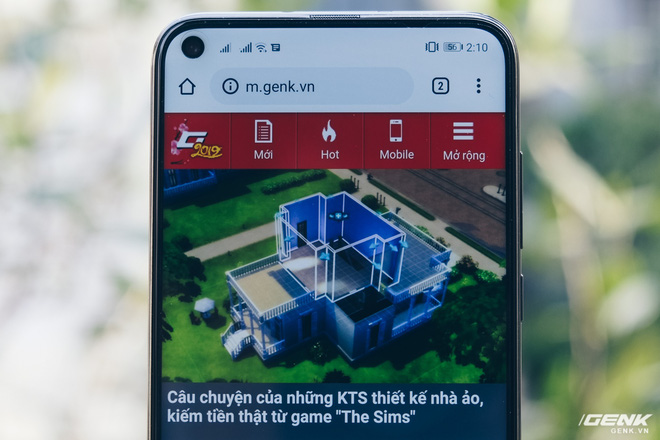 56 2:10
m.genk.vn
2
2019
Mới Hot Mobile Mở rộng
Câu chuyện của những KTS thiết kế nhà ảo,
kiếm tiền thật từ game "The Sims"
GENK
GENK.VN